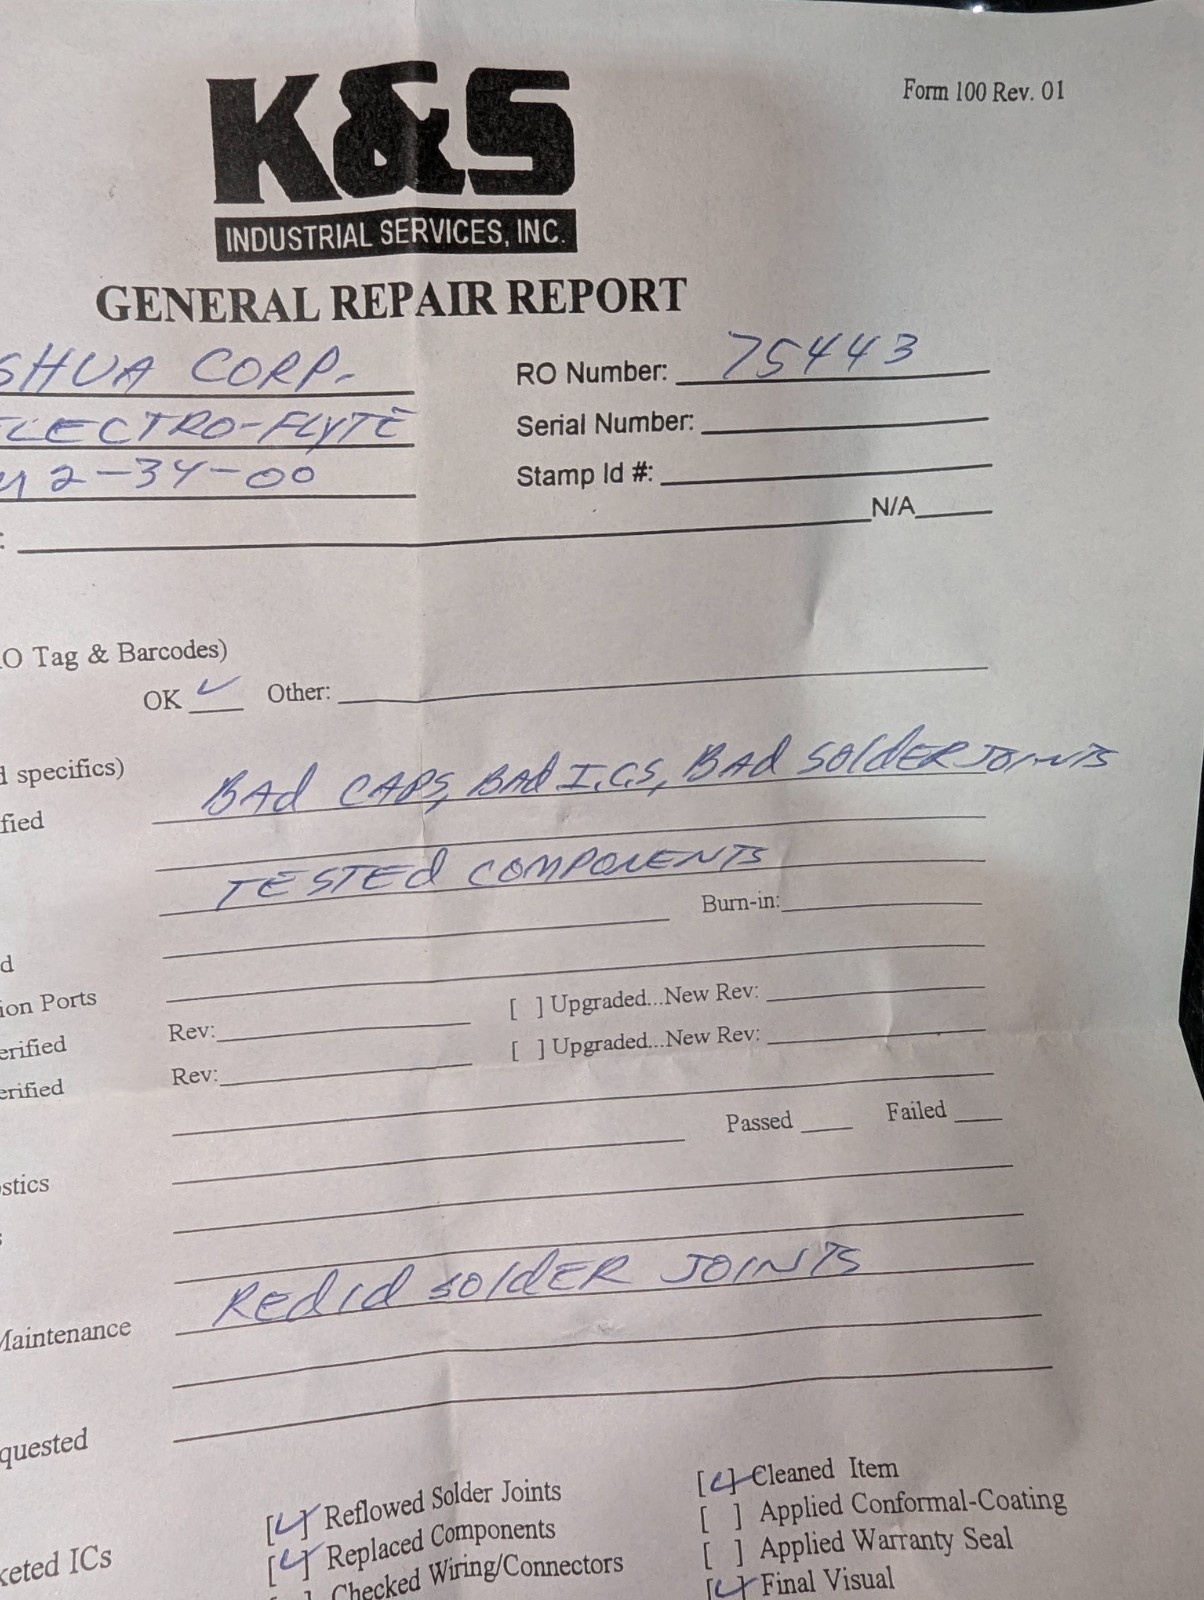 Form 100 Rev. 01
K&S
INDUSTRIAL SERVICES, INC.
GENERAL REPAIR REPORT
SHUA CORP.
RO Number: 75443
LECTRO-FLYTE
Serial Number:
2-34-00
Stamp Id #:
: N/A
O Tag & Barcodes)
OK ✓ Other:
d specifics)
fied BAd CAPS, BAd I.C.S, BAd SOldER JOINTS
TESTEd COMPONENTS
Burn-in:
d
ion Ports
Rev: [ ] Upgraded...New Rev:
erified
Rev: [ ] Upgraded...New Rev:
erified
Passed Failed
stics
s
Maintenance REdid SOldER JOINTS
quested
[✓] Reflowed Solder Joints [✓] Cleaned Item
keted ICs [✓] Replaced Components [ ] Applied Conformal-Coating
[ ] Checked Wiring/Connectors [ ] Applied Warranty Seal
[✓] Final Visual